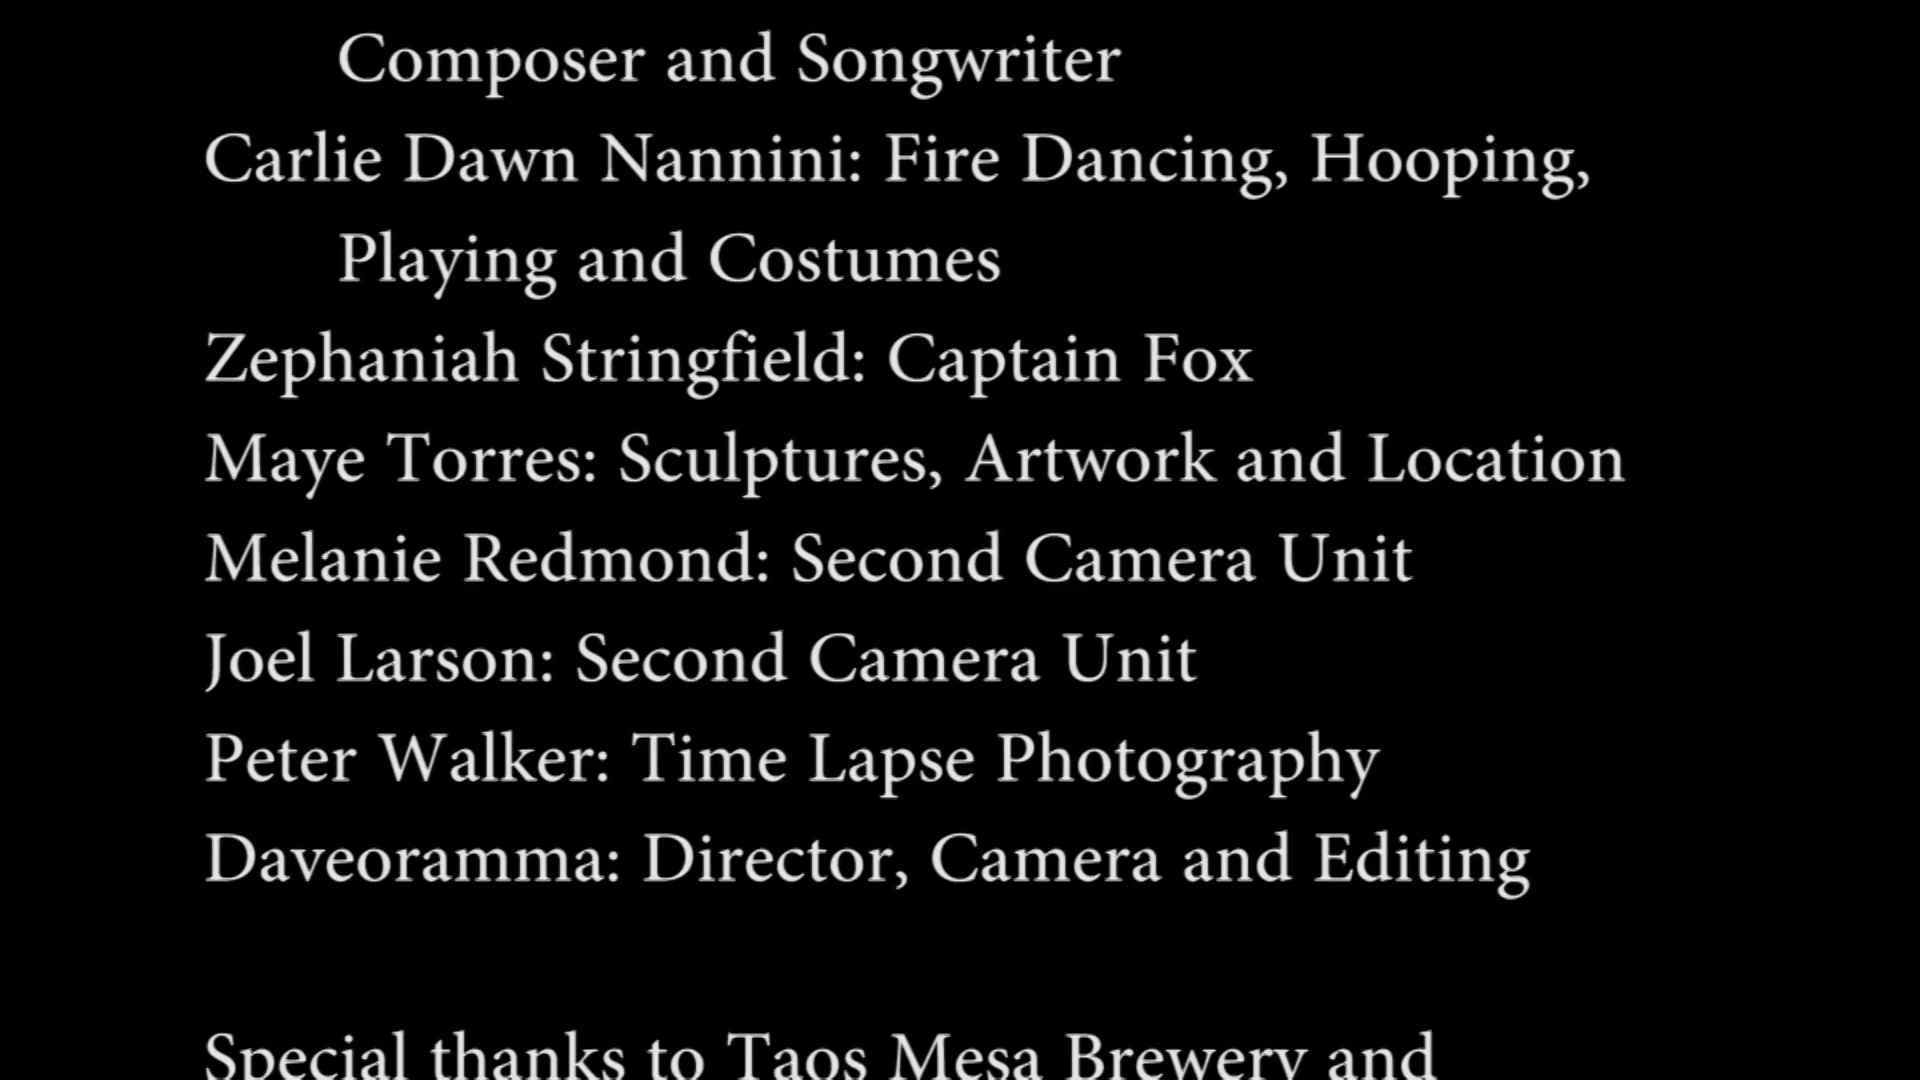 Composer and Songwriter
Carlie Dawn Nannini: Fire Dancing, Hooping,
Playing and Costumes
Zephaniah Stringfield: Captain Fox
Maye Torres: Sculptures, Artwork and Location
Melanie Redmond: Second Camera Unit
Joel Larson: Second Camera Unit
Peter Walker: Time Lapse Photography
Daveoramma: Director, Camera and Editing
Special thanks to Taos Mesa Brewery and